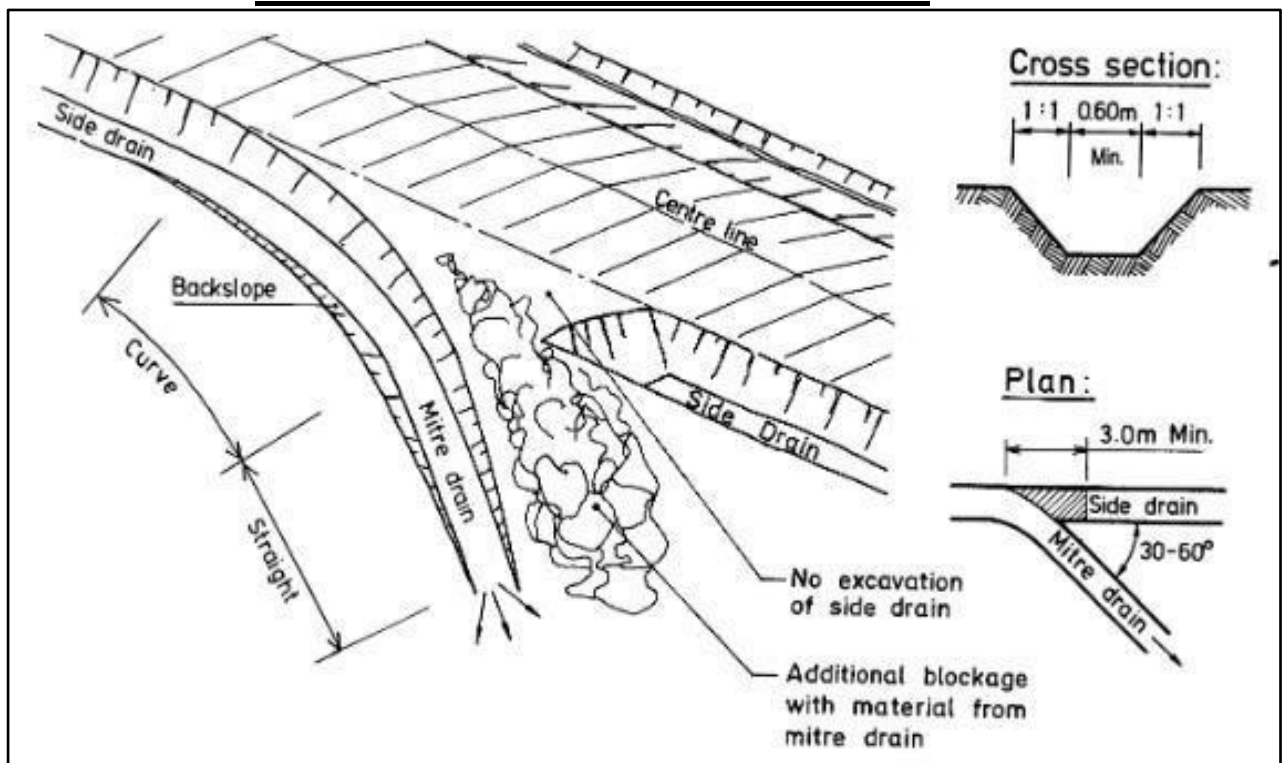 Cross section:
1:1 0.60m 1:1
Min.
Side drain
Centre line
Backslope
Curve
Mitre drain
Straight
Side Drain
No excavation
of side drain
Additional blockage
with material from
mitre drain
Plan:
3.0m Min.
Side drain
30-60°
Mitre drain